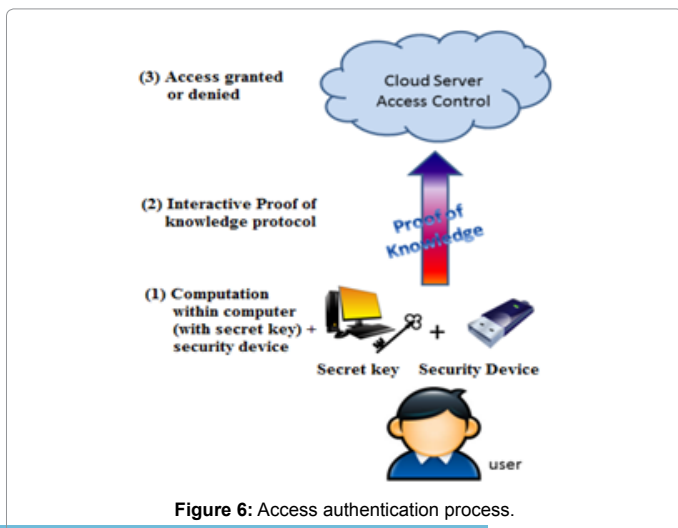 (3) Access granted
or denied
Cloud Server
Access Control
(2) Interactive Proof of
knowledge protocol
Proof of
Knowledge
(1) Computation
within computer
(with secret key) +
security device
+
Secret key
Security Device
user
Figure 6: Access authentication process.